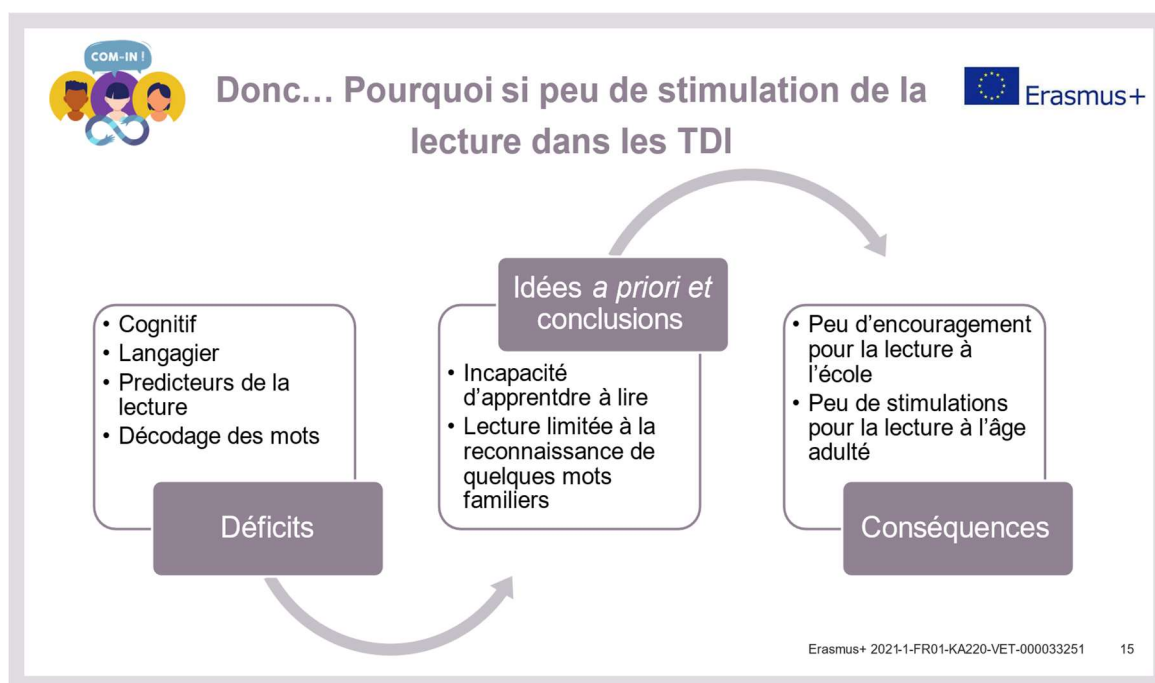 COM-IN !
Donc… Pourquoi si peu de stimulation de la
lecture dans les TDI
Erasmus+
• Cognitif
• Langagier
• Predicteurs de la
lecture
• Décodage des mots
Déficits
Idées a priori et
conclusions
• Incapacité
d’apprentdre à lire
• Lecture limitée à la
reconnaissance de
quelques mots
familiers
• Peu d’encouragement
pour la lecture à
l’école
• Peu de stimulations
pour la lecture à l’âge
adulté
Conséquences
Erasmus+ 2021-1-FR01-KA220-VET-000033251
15